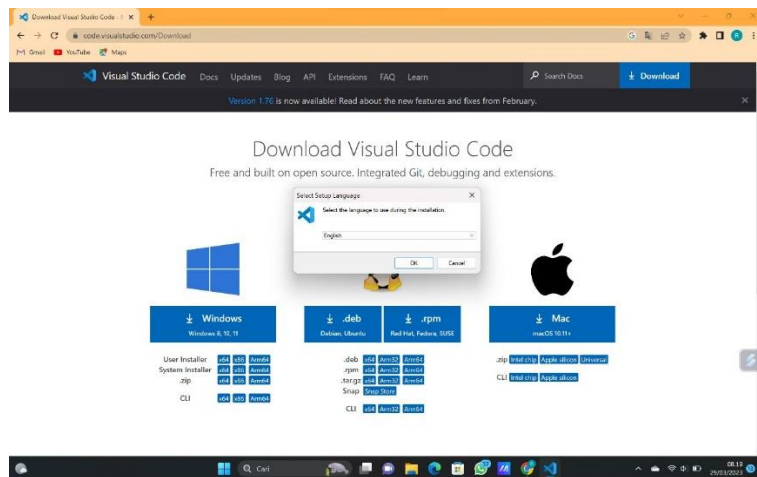 Download Visual Studio Code - 
code.visualstudio.com/Download
Gmail YouTube Maps
Visual Studio Code Docs Updates Blog API Extensions FAQ Learn Search Docs Download
Version 1.76 is now available! Read about the new features and fixes from February.
Download Visual Studio Code
Free and built on open source. Integrated Git, debugging and extensions.
Select Setup Language
Select the language to use during the installation.
English
OK Cancel
Windows
Windows 8, 10, 11
.deb
Debian, Ubuntu
.rpm
Red Hat, Fedora, SUSE
Mac
macOS 10.11+
User Installer x64 x86 Arm64
System Installer x64 x86 Arm64
.zip x64 x86 Arm64
CLI x64 x86 Arm64
.deb x64 Arm32 Arm64
.rpm x64 Arm32 Arm64
.tar.gz x64 Arm32 Arm64
Snap Snap Store
CLI x64 Arm32 Arm64
.zip Intel chip Apple silicon Universal
CLI Intel chip Apple silicon
Cari
08.19
29/03/2023